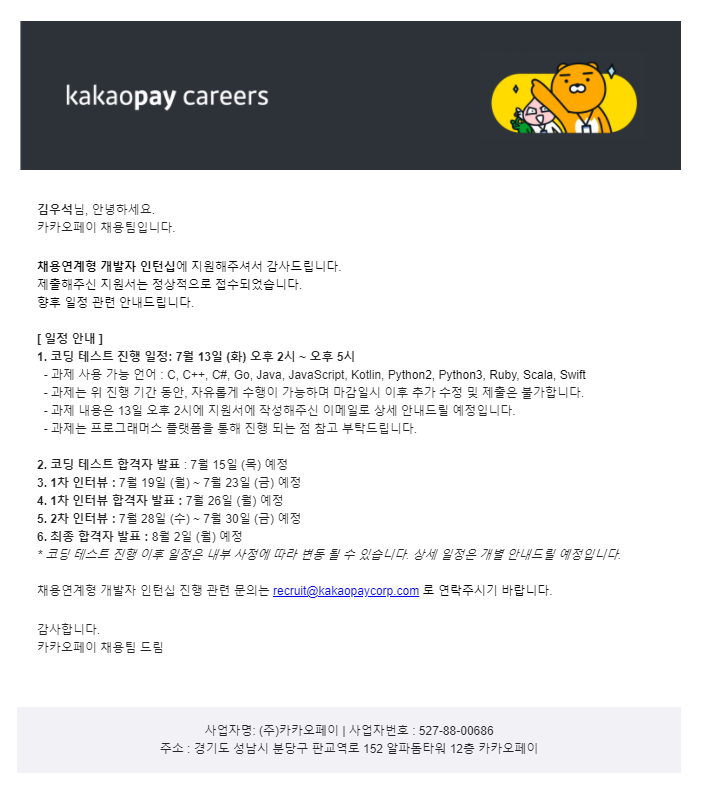 kakaopay careers
김우석님, 안녕하세요.
카카오페이 채용팀입니다.
채용연계형 개발자 인턴십에 지원해주셔서 감사드립니다.
제출해주신 지원서는 정상적으로 접수되었습니다.
향후 일정 관련 안내드립니다.
[ 일정 안내 ]
1. 코딩 테스트 진행 일정: 7월 13일 (화) 오후 2시 ~ 오후 5시
- 과제 사용 가능 언어 : C, C++, C#, Go, Java, JavaScript, Kotlin, Python2, Python3, Ruby, Scala, Swift
- 과제는 위 진행 기간 동안, 자유롭게 수행이 가능하며 마감일시 이후 추가 수정 및 제출은 불가합니다.
- 과제 내용은 13일 오후 2시에 지원서에 작성해주신 이메일로 상세 안내드릴 예정입니다.
- 과제는 프로그래머스 플랫폼을 통해 진행 되는 점 참고 부탁드립니다.
2. 코딩 테스트 합격자 발표 : 7월 15일 (목) 예정
3. 1차 인터뷰 : 7월 19일 (월) ~ 7월 23일 (금) 예정
4. 1차 인터뷰 합격자 발표 : 7월 26일 (월) 예정
5. 2차 인터뷰 : 7월 28일 (수) ~ 7월 30일 (금) 예정
6. 최종 합격자 발표 : 8월 2일 (월) 예정
* 코딩 테스트 진행 이후 일정은 내부 사정에 따라 변동 될 수 있습니다. 상세 일정은 개별 안내드릴 예정입니다.
채용연계형 개발자 인턴십 진행 관련 문의는 recruit@kakaopaycorp.com 로 연락주시기 바랍니다.
감사합니다.
카카오페이 채용팀 드림
사업자명: (주)카카오페이 | 사업자번호 : 527-88-00686
주소 : 경기도 성남시 분당구 판교역로 152 알파돔타워 12층 카카오페이